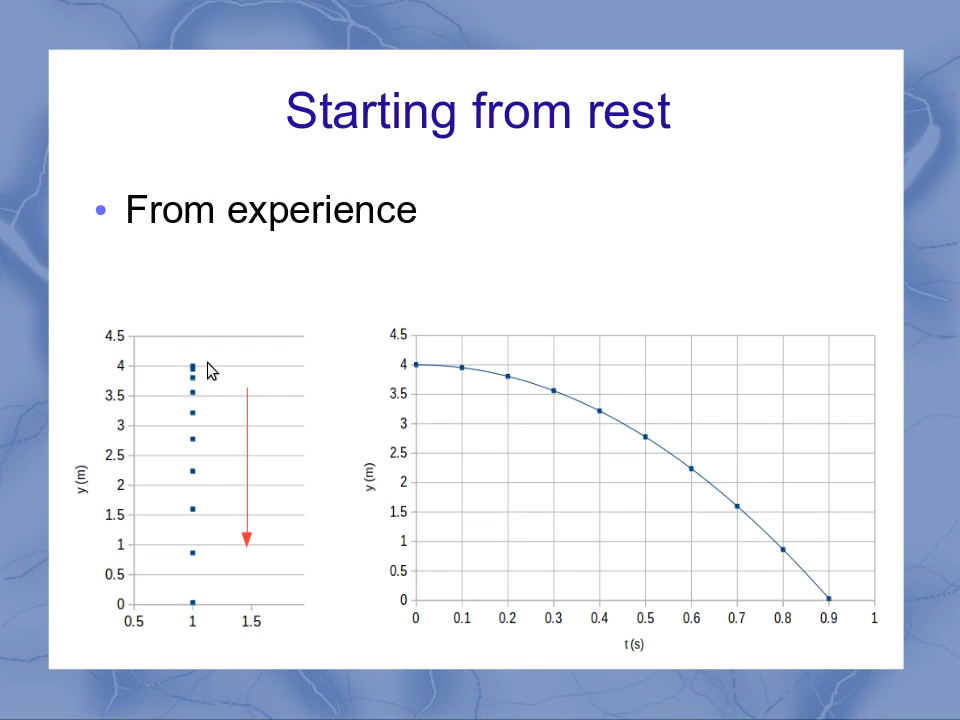 Starting from rest
• From experience
4.5
4
3.5
3
2.5
2
1.5
1
0.5
0
y (m)
0.5 1 1.5
4.5
4
3.5
3
2.5
2
1.5
1
0.5
0
y (m)
0 0.1 0.2 0.3 0.4 0.5 0.6 0.7 0.8 0.9 1
t (s)